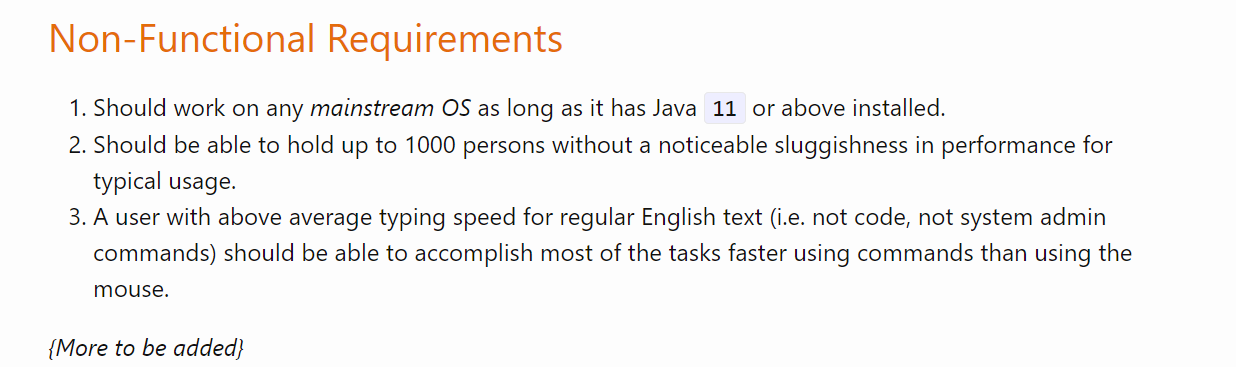 Non-Functional Requirements
1. Should work on any mainstream OS as long as it has Java 11 or above installed.
2. Should be able to hold up to 1000 persons without a noticeable sluggishness in performance for
typical usage.
3. A user with above average typing speed for regular English text (i.e. not code, not system admin
commands) should be able to accomplish most of the tasks faster using commands than using the
mouse.
{More to be added}